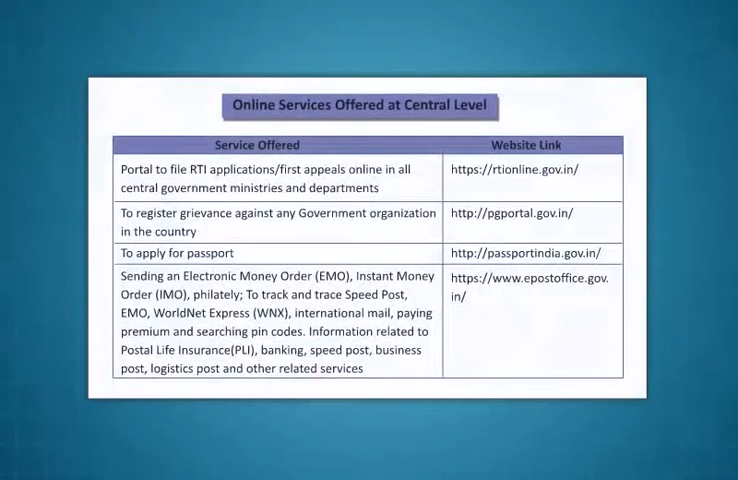 Online Services Offered at Central Level
Service Offered
Website Link
Portal to file RTI applications/first appeals online in all
central government ministries and departments
https://rtionline.gov.in/
To register grievance against any Government organization
in the country
http://pgportal.gov.in/
To apply for passport
http://passportindia.gov.in/
Sending an Electronic Money Order (EMO), Instant Money
Order (IMO), philately; To track and trace Speed Post,
EMO, WorldNet Express (WNX), international mail, paying
premium and searching pin codes. Information related to
Postal Life Insurance(PLI), banking, speed post, business
post, logistics post and other related services
https://www.epostoffice.gov.
in/